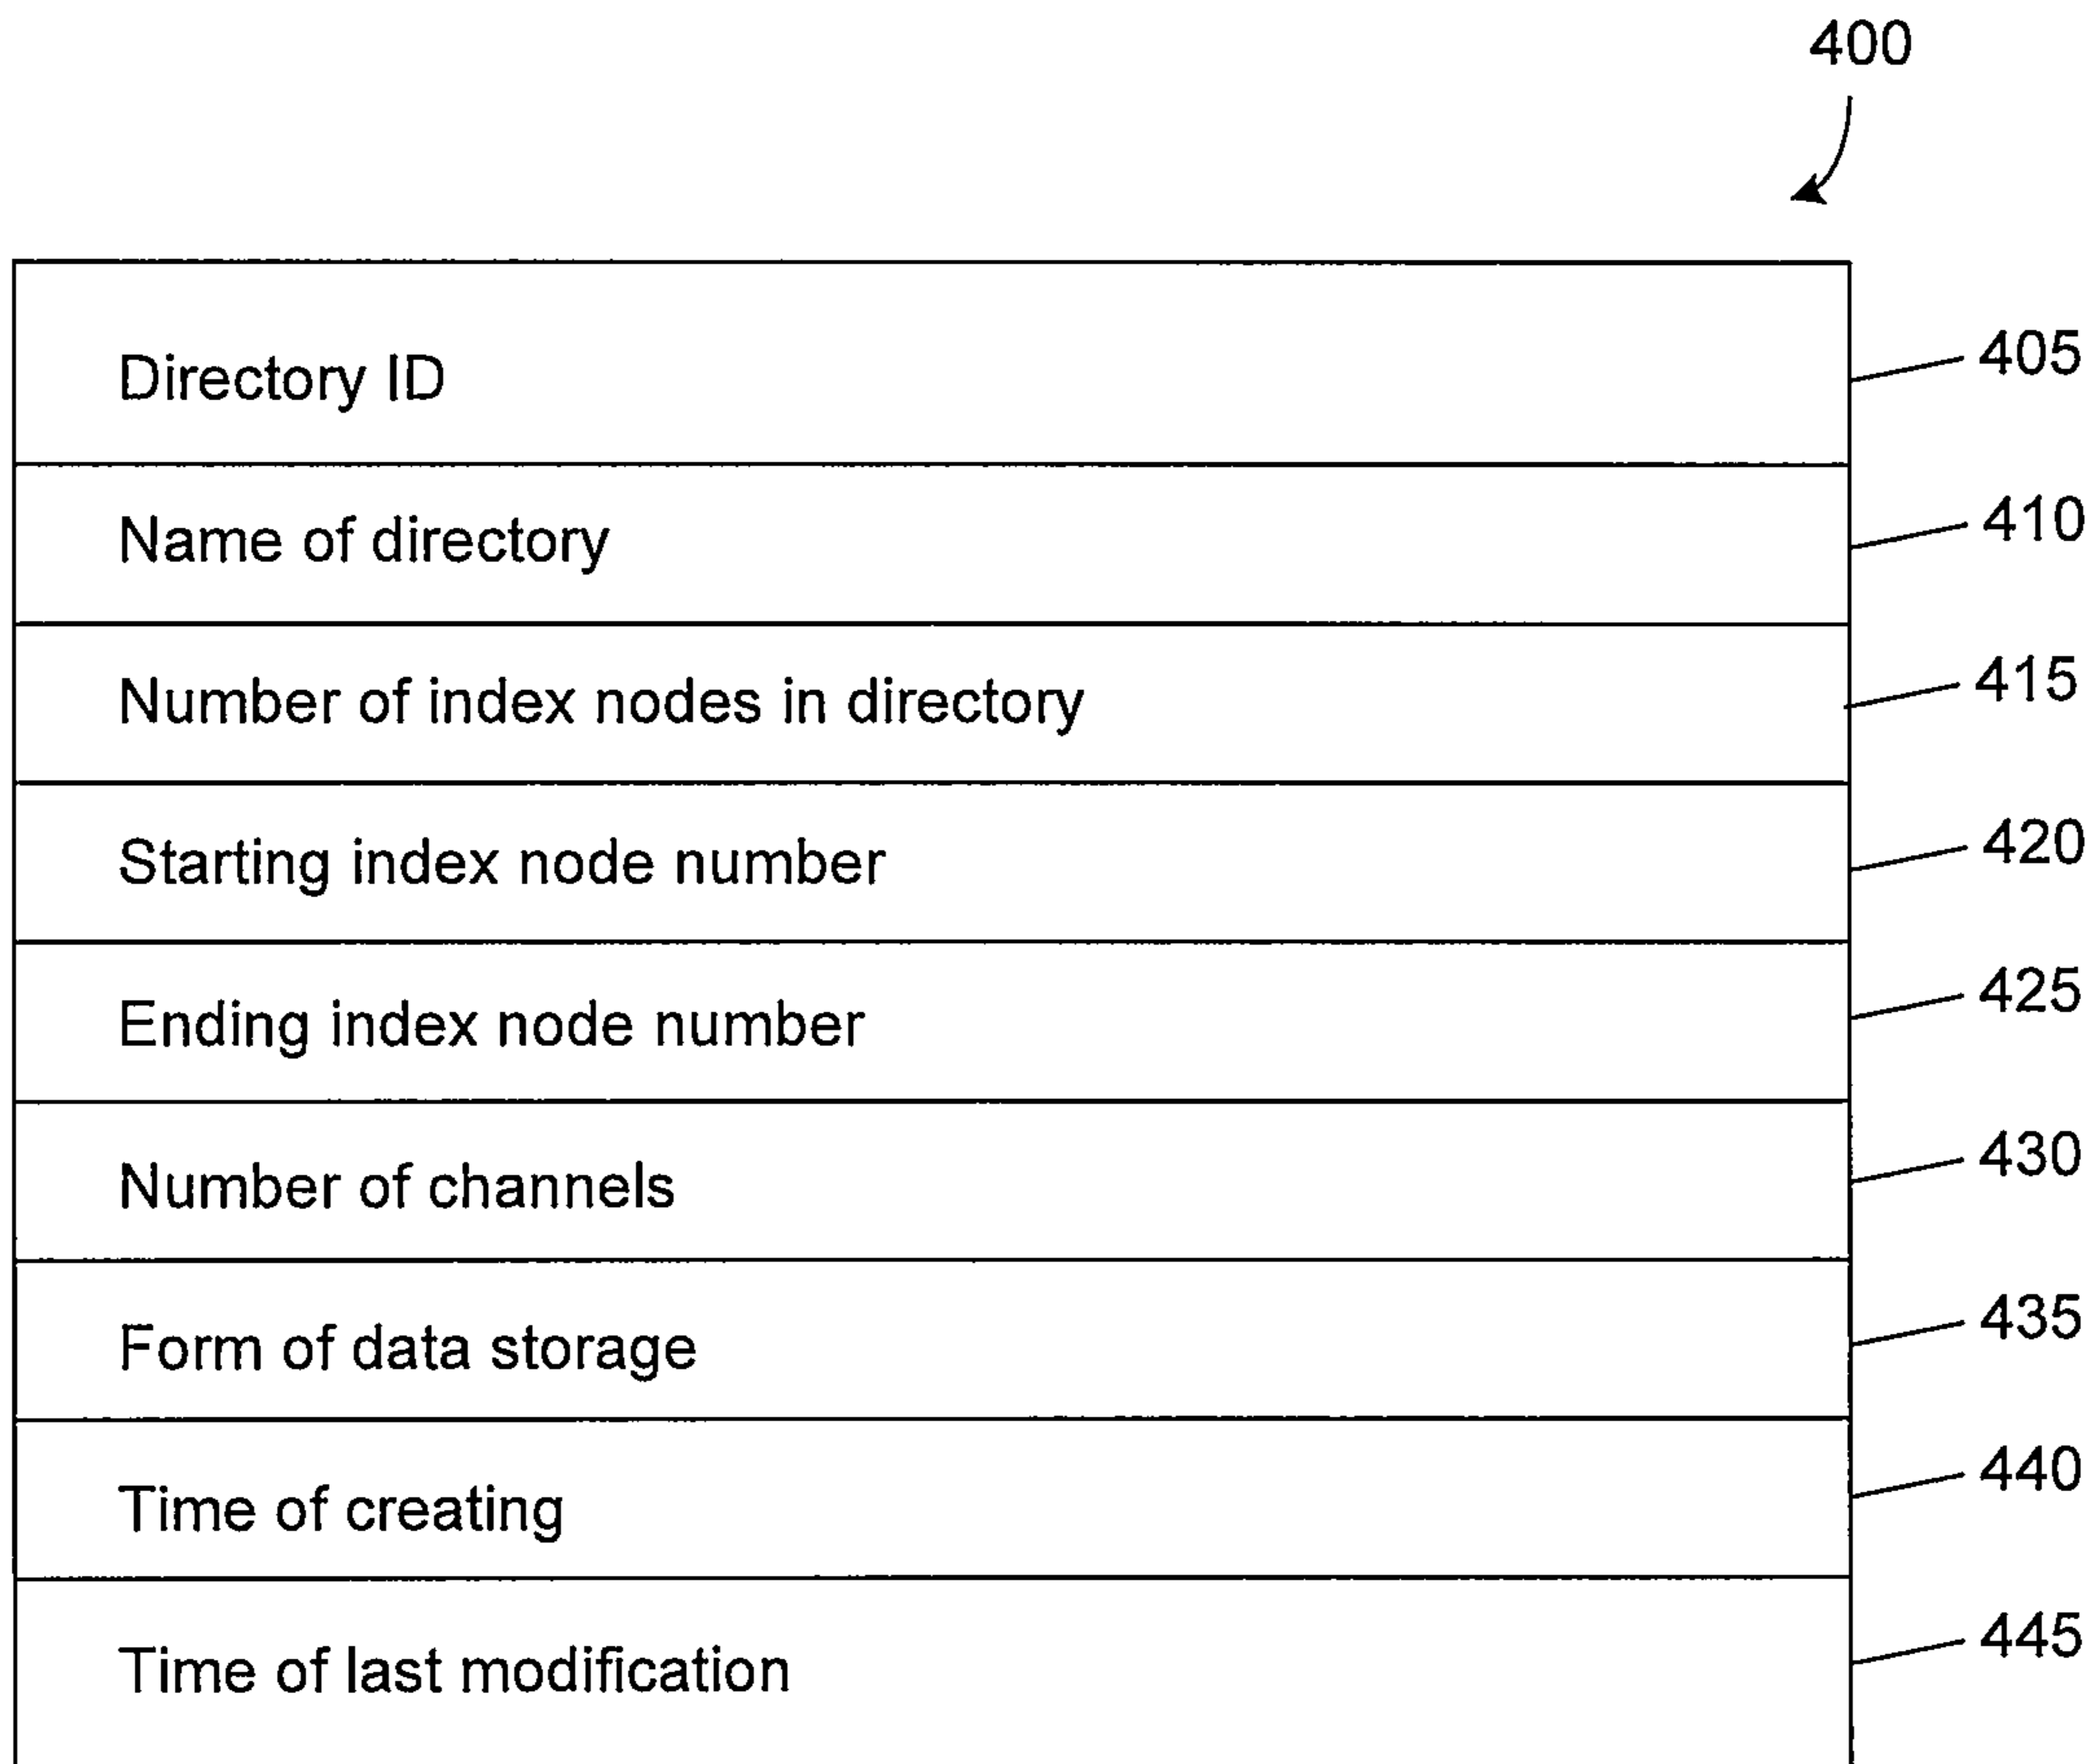 400
Directory ID 405
Name of directory 410
Number of index nodes in directory 415
Starting index node number 420
Ending index node number 425
Number of channels 430
Form of data storage 435
Time of creating 440
Time of last modification 445